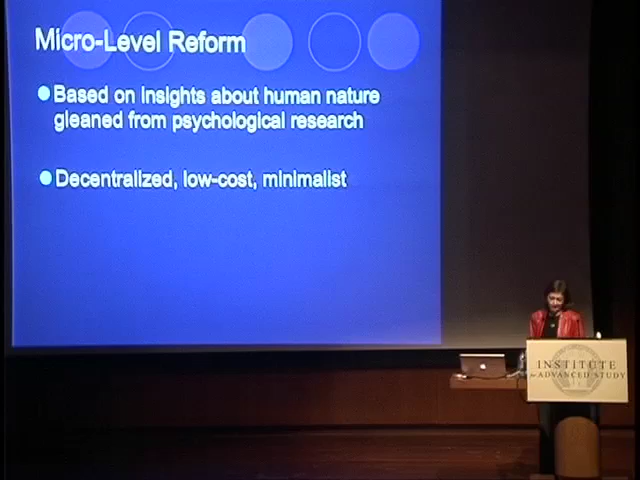 Micro-Level Reform
Based on insights about human nature
gleaned from psychological research
Decentralized, low-cost, minimalist
INSTITUTE
for ADVANCED STUDY